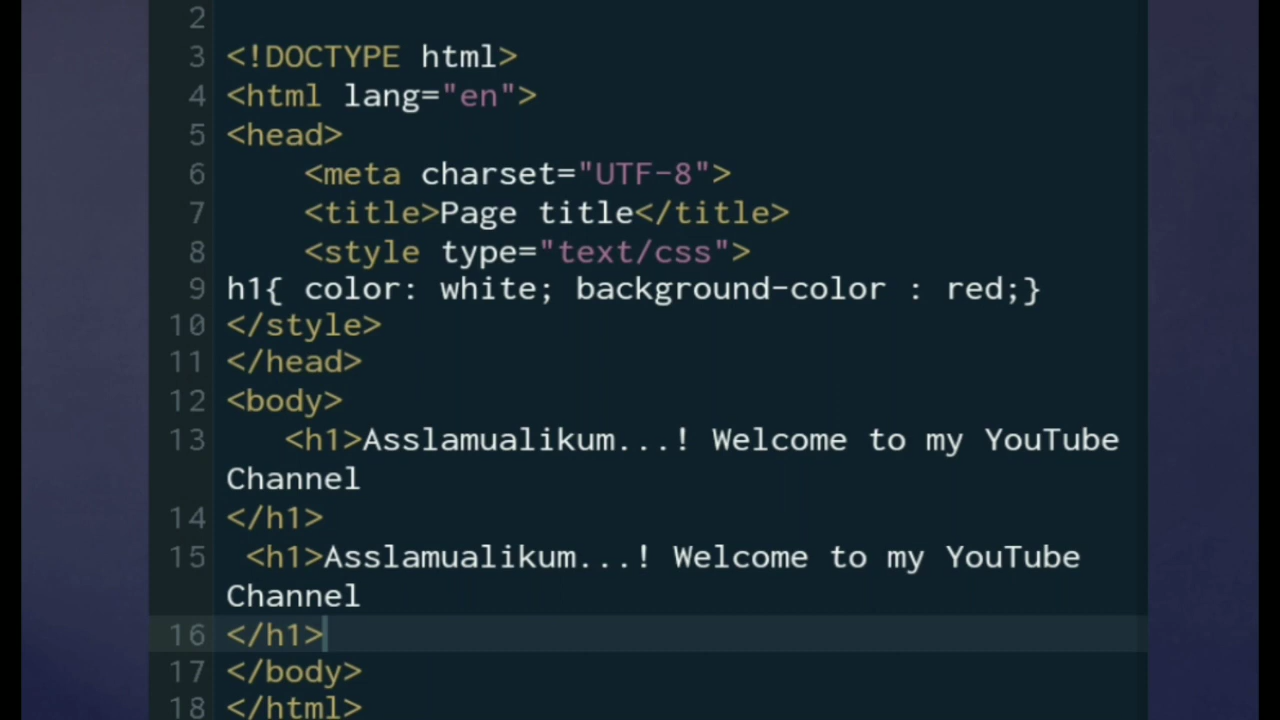 2
3 <!DOCTYPE html>
4 <html lang="en">
5 <head>
6     <meta charset="UTF-8">
7     <title>Page title</title>
8     <style type="text/css">
9 h1{ color: white; background-color : red;}
10 </style>
11 </head>
12 <body>
13    <h1>Asslamualikum...! Welcome to my YouTube
Channel
14 </h1>
15  <h1>Asslamualikum...! Welcome to my YouTube
Channel
16 </h1>
17 </body>
18 </html>